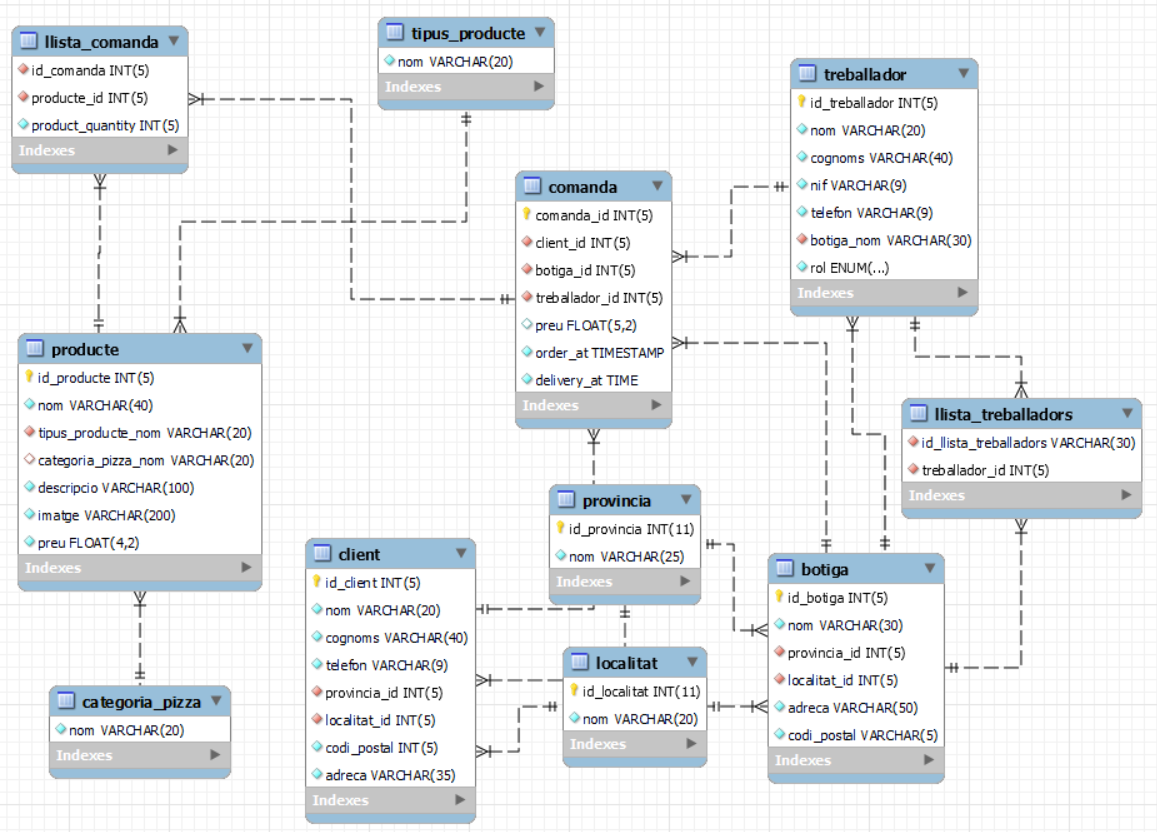 llista_comanda
id_comanda INT(5)
producte_id INT(5)
product_quantity INT(5)
Indexes
tipus_producte
nom VARCHAR(20)
Indexes
treballador
id_treballador INT(5)
nom VARCHAR(20)
cognoms VARCHAR(40)
nif VARCHAR(9)
telefon VARCHAR(9)
botiga_nom VARCHAR(30)
rol ENUM(...)
Indexes
comanda
comanda_id INT(5)
client_id INT(5)
botiga_id INT(5)
treballador_id INT(5)
preu FLOAT(5,2)
order_at TIMESTAMP
delivery_at TIME
Indexes
producte
id_producte INT(5)
nom VARCHAR(40)
tipus_producte_nom VARCHAR(20)
categoria_pizza_nom VARCHAR(20)
descripcio VARCHAR(100)
imatge VARCHAR(200)
preu FLOAT(4,2)
Indexes
llista_treballadors
id_llista_treballadors VARCHAR(30)
treballador_id INT(5)
Indexes
provincia
id_provincia INT(11)
nom VARCHAR(25)
Indexes
client
id_client INT(5)
nom VARCHAR(20)
cognoms VARCHAR(40)
telefon VARCHAR(9)
provincia_id INT(5)
localitat_id INT(5)
codi_postal INT(5)
adreca VARCHAR(35)
Indexes
botiga
id_botiga INT(5)
nom VARCHAR(30)
provincia_id INT(5)
localitat_id INT(5)
adreca VARCHAR(50)
codi_postal VARCHAR(5)
Indexes
localitat
id_localitat INT(11)
nom VARCHAR(20)
Indexes
categoria_pizza
nom VARCHAR(20)
Indexes